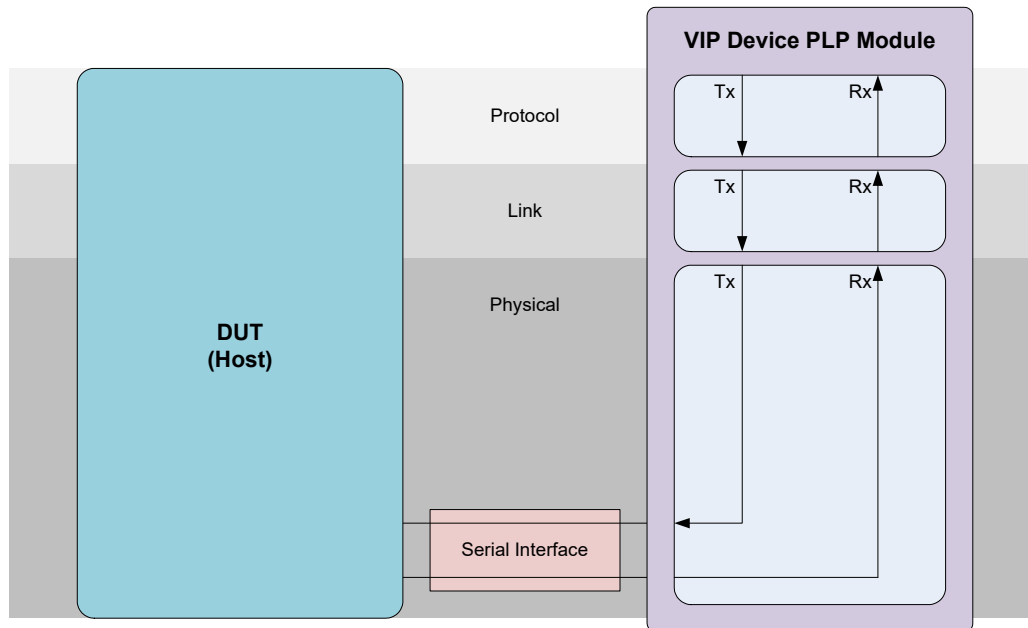 VIP Device PLP Module
Protocol
Tx
Rx
Link
Tx
Rx
Physical
Tx
Rx
DUT
(Host)
Serial Interface